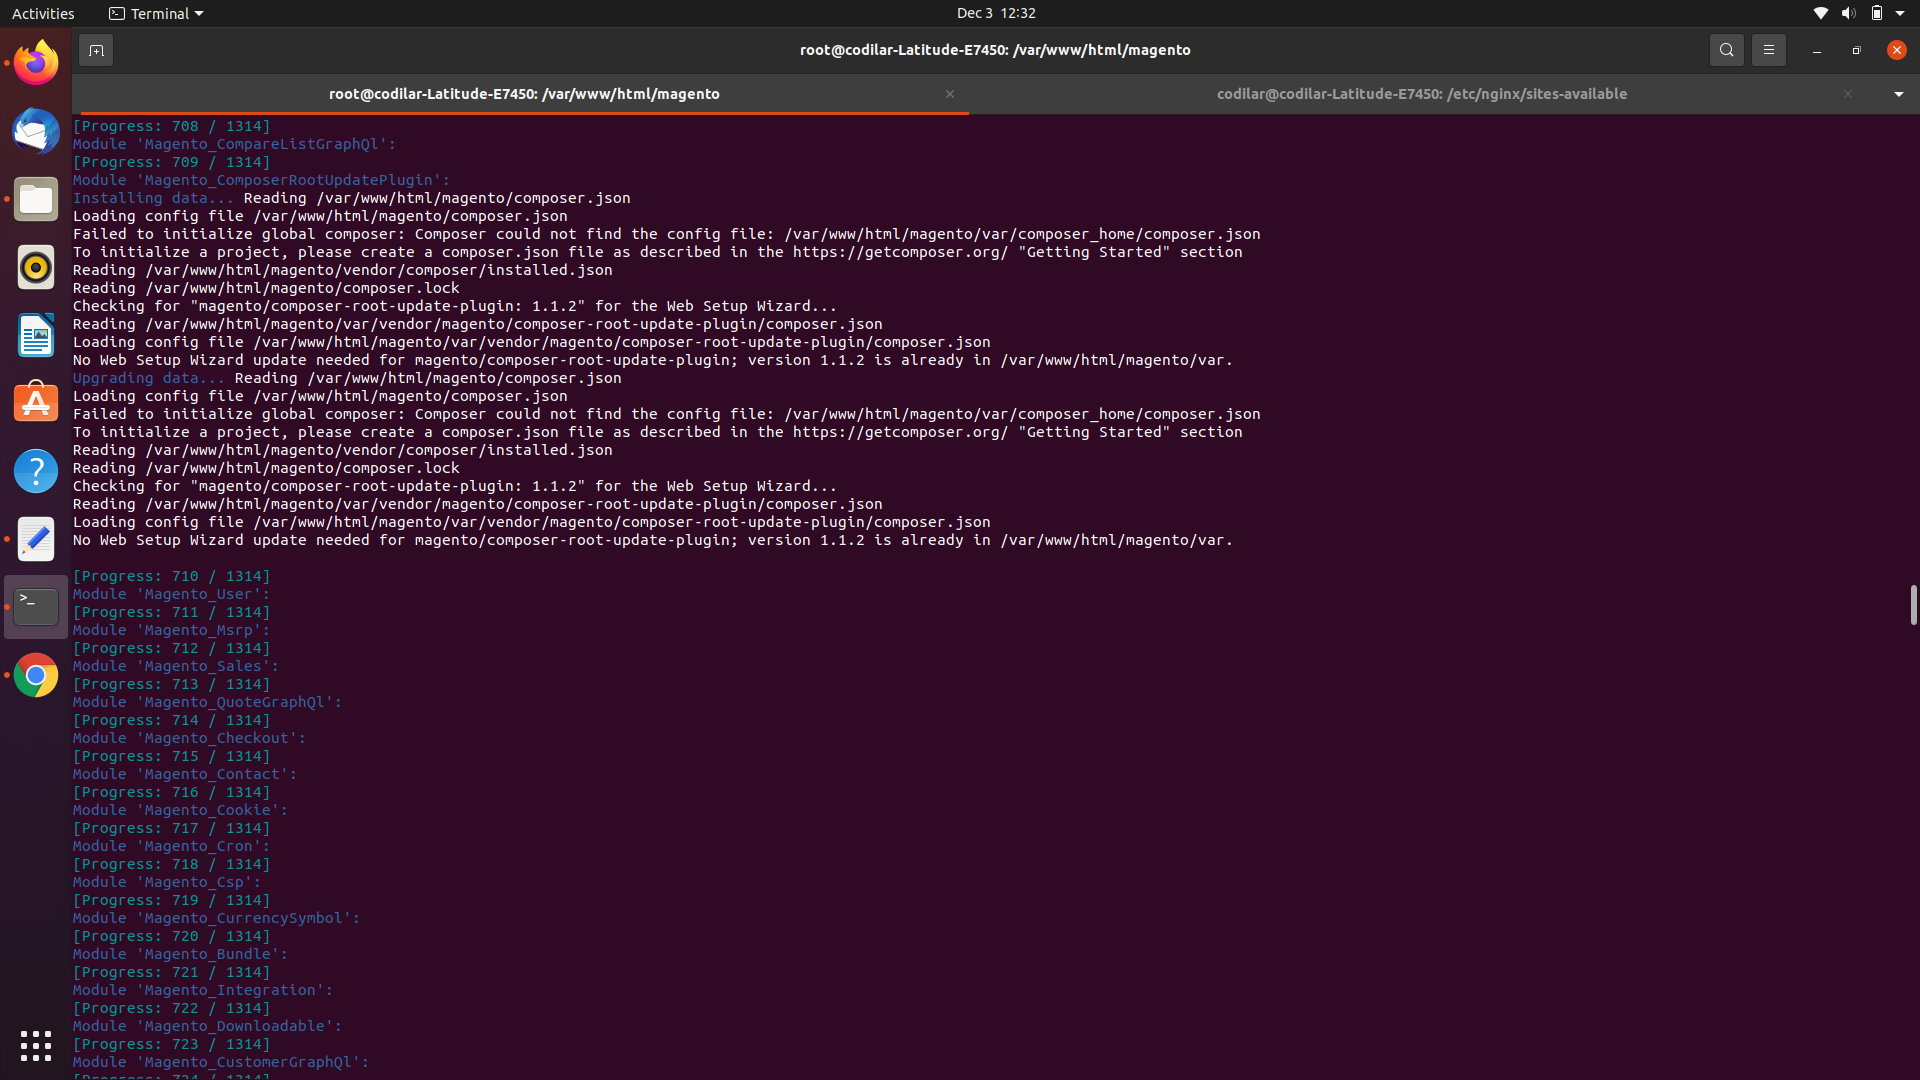 Activities
Terminal
Dec 3 12:32
root@codilar-Latitude-E7450: /var/www/html/magento
root@codilar-Latitude-E7450: /var/www/html/magento
codilar@codilar-Latitude-E7450: /etc/nginx/sites-available
[Progress: 708 / 1314]
Module 'Magento_CompareListGraphQl':
[Progress: 709 / 1314]
Module 'Magento_ComposerRootUpdatePlugin':
Installing data... Reading /var/www/html/magento/composer.json
Loading config file /var/www/html/magento/composer.json
Failed to initialize global composer: Composer could not find the config file: /var/www/html/magento/var/composer_home/composer.json
To initialize a project, please create a composer.json file as described in the https://getcomposer.org/ "Getting Started" section
Reading /var/www/html/magento/vendor/composer/installed.json
Reading /var/www/html/magento/composer.lock
Checking for "magento/composer-root-update-plugin: 1.1.2" for the Web Setup Wizard...
Reading /var/www/html/magento/var/vendor/magento/composer-root-update-plugin/composer.json
Loading config file /var/www/html/magento/var/vendor/magento/composer-root-update-plugin/composer.json
No Web Setup Wizard update needed for magento/composer-root-update-plugin; version 1.1.2 is already in /var/www/html/magento/var.
Upgrading data... Reading /var/www/html/magento/composer.json
Loading config file /var/www/html/magento/composer.json
Failed to initialize global composer: Composer could not find the config file: /var/www/html/magento/var/composer_home/composer.json
To initialize a project, please create a composer.json file as described in the https://getcomposer.org/ "Getting Started" section
Reading /var/www/html/magento/vendor/composer/installed.json
Reading /var/www/html/magento/composer.lock
Checking for "magento/composer-root-update-plugin: 1.1.2" for the Web Setup Wizard...
Reading /var/www/html/magento/var/vendor/magento/composer-root-update-plugin/composer.json
Loading config file /var/www/html/magento/var/vendor/magento/composer-root-update-plugin/composer.json
No Web Setup Wizard update needed for magento/composer-root-update-plugin; version 1.1.2 is already in /var/www/html/magento/var.
[Progress: 710 / 1314]
Module 'Magento_User':
[Progress: 711 / 1314]
Module 'Magento_Msrp':
[Progress: 712 / 1314]
Module 'Magento_Sales':
[Progress: 713 / 1314]
Module 'Magento_QuoteGraphQl':
[Progress: 714 / 1314]
Module 'Magento_Checkout':
[Progress: 715 / 1314]
Module 'Magento_Contact':
[Progress: 716 / 1314]
Module 'Magento_Cookie':
[Progress: 717 / 1314]
Module 'Magento_Cron':
[Progress: 718 / 1314]
Module 'Magento_Csp':
[Progress: 719 / 1314]
Module 'Magento_CurrencySymbol':
[Progress: 720 / 1314]
Module 'Magento_Bundle':
[Progress: 721 / 1314]
Module 'Magento_Integration':
[Progress: 722 / 1314]
Module 'Magento_Downloadable':
[Progress: 723 / 1314]
Module 'Magento_CustomerGraphQl':
[Progress: 724 / 1314]